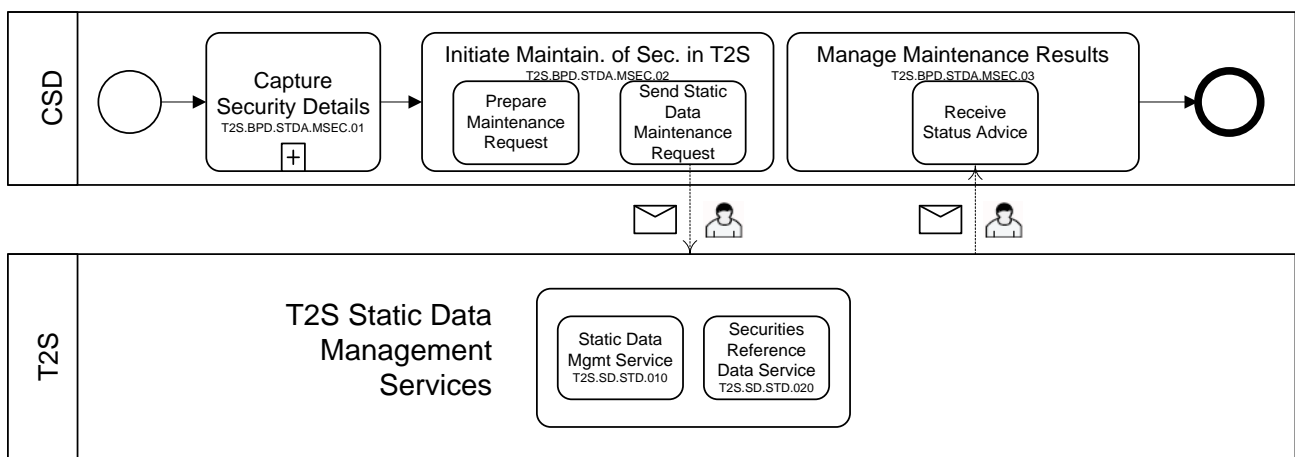 CSD
Capture
Security Details
T2S.BPD.STDA.MSEC.01
+
Initiate Maintain. of Sec. in T2S
T2S.BPD.STDA.MSEC.02
Prepare
Maintenance
Request
Send Static
Data
Maintenance
Request
Manage Maintenance Results
T2S.BPD.STDA.MSEC.03
Receive
Status Advice
T2S
T2S Static Data
Management
Services
Static Data
Mgmt Service
T2S.SD.STD.010
Securities
Reference
Data Service
T2S.SD.STD.020